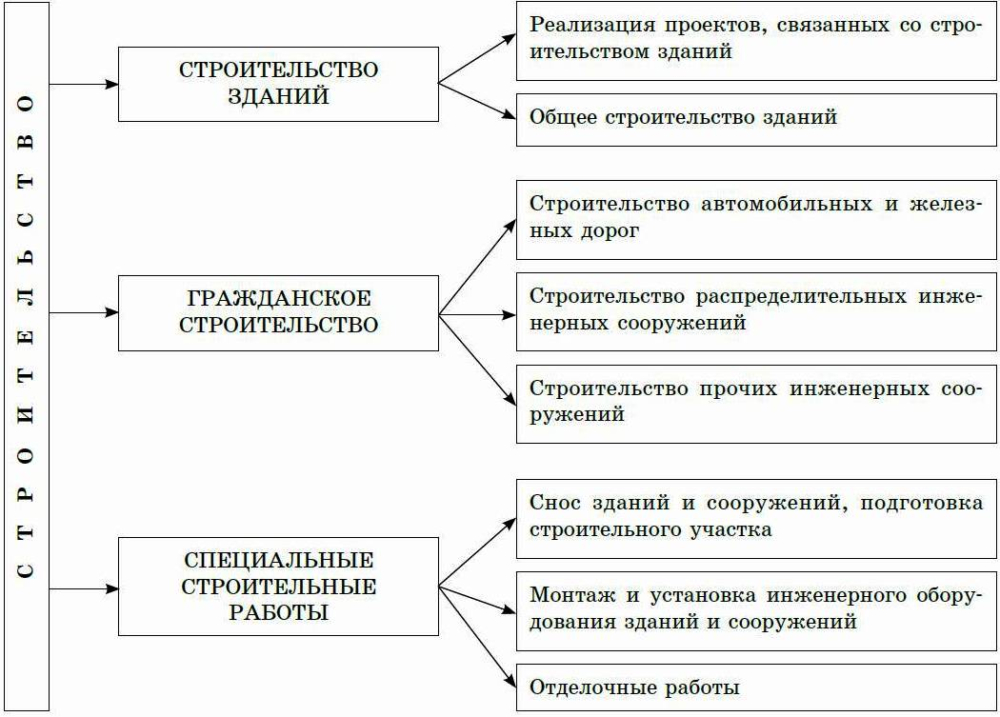 СТРОИТЕЛЬСТВО
СТРОИТЕЛЬСТВО
ЗДАНИЙ
Реализация проектов, связанных со стро-
ительством зданий
Общее строительство зданий
ГРАЖДАНСКОЕ
СТРОИТЕЛЬСТВО
Строительство автомобильных и желез-
ных дорог
Строительство распределительных инже-
нерных сооружений
Строительство прочих инженерных соо-
ружений
СПЕЦИАЛЬНЫЕ
СТРОИТЕЛЬНЫЕ
РАБОТЫ
Снос зданий и сооружений, подготовка
строительного участка
Монтаж и установка инженерного обору-
дования зданий и сооружений
Отделочные работы